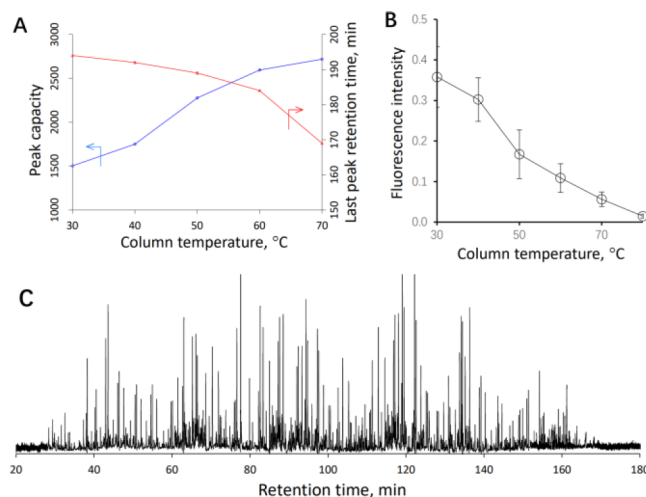 A
Peak capacity
3000
2500
2000
1500
1000
200
190
180
170
160
150
Last peak retention time, min
30 40 50 60 70
Column temperature, °C
B
Fluorescence intensity
0.5
0.4
0.3
0.2
0.1
0.0
30 50 70
Column temperature, °C
C
20 40 60 80 100 120 140 160 180
Retention time, min